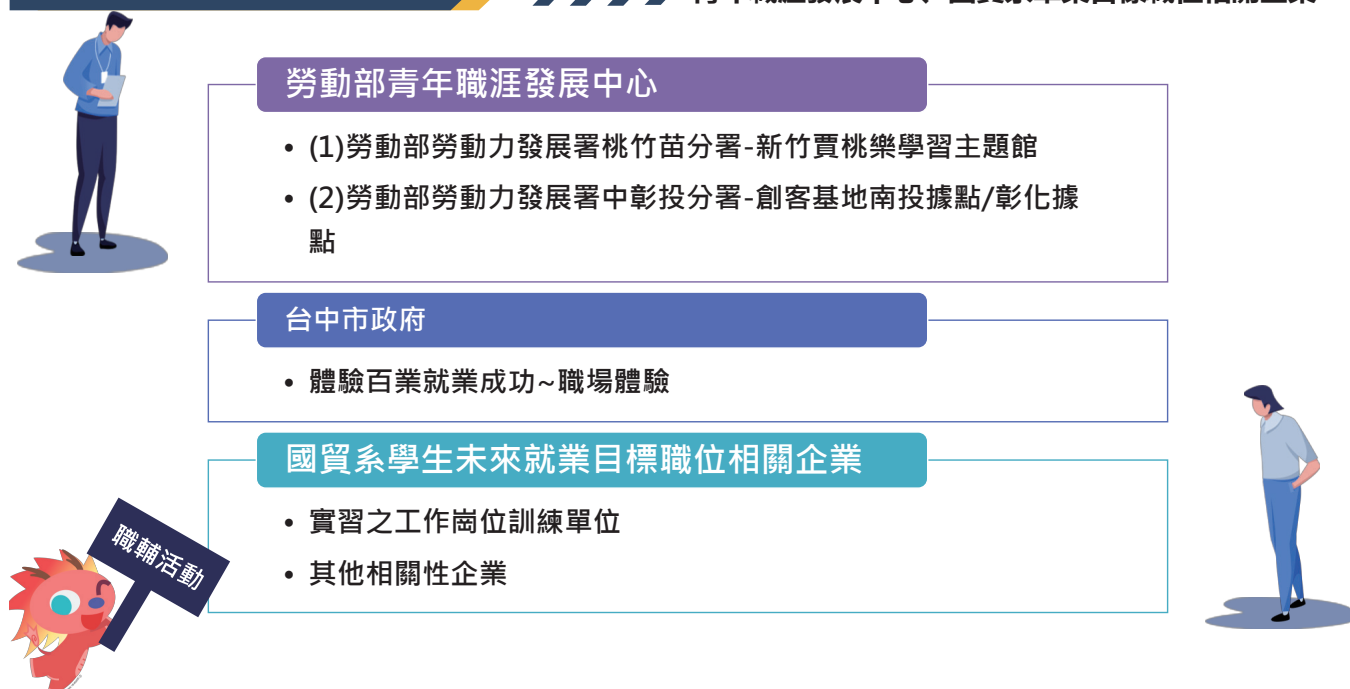 勞動部青年職涯發展中心
• (1)勞動部勞動力發展署桃竹苗分署-新竹賈桃樂學習主題館
• (2)勞動部勞動力發展署中彰投分署-創客基地南投據點/彰化據
點
台中市政府
• 體驗百業就業成功~職場體驗
國貿系學生未來就業目標職位相關企業
• 實習之工作崗位訓練單位
• 其他相關性企業
職輔活動